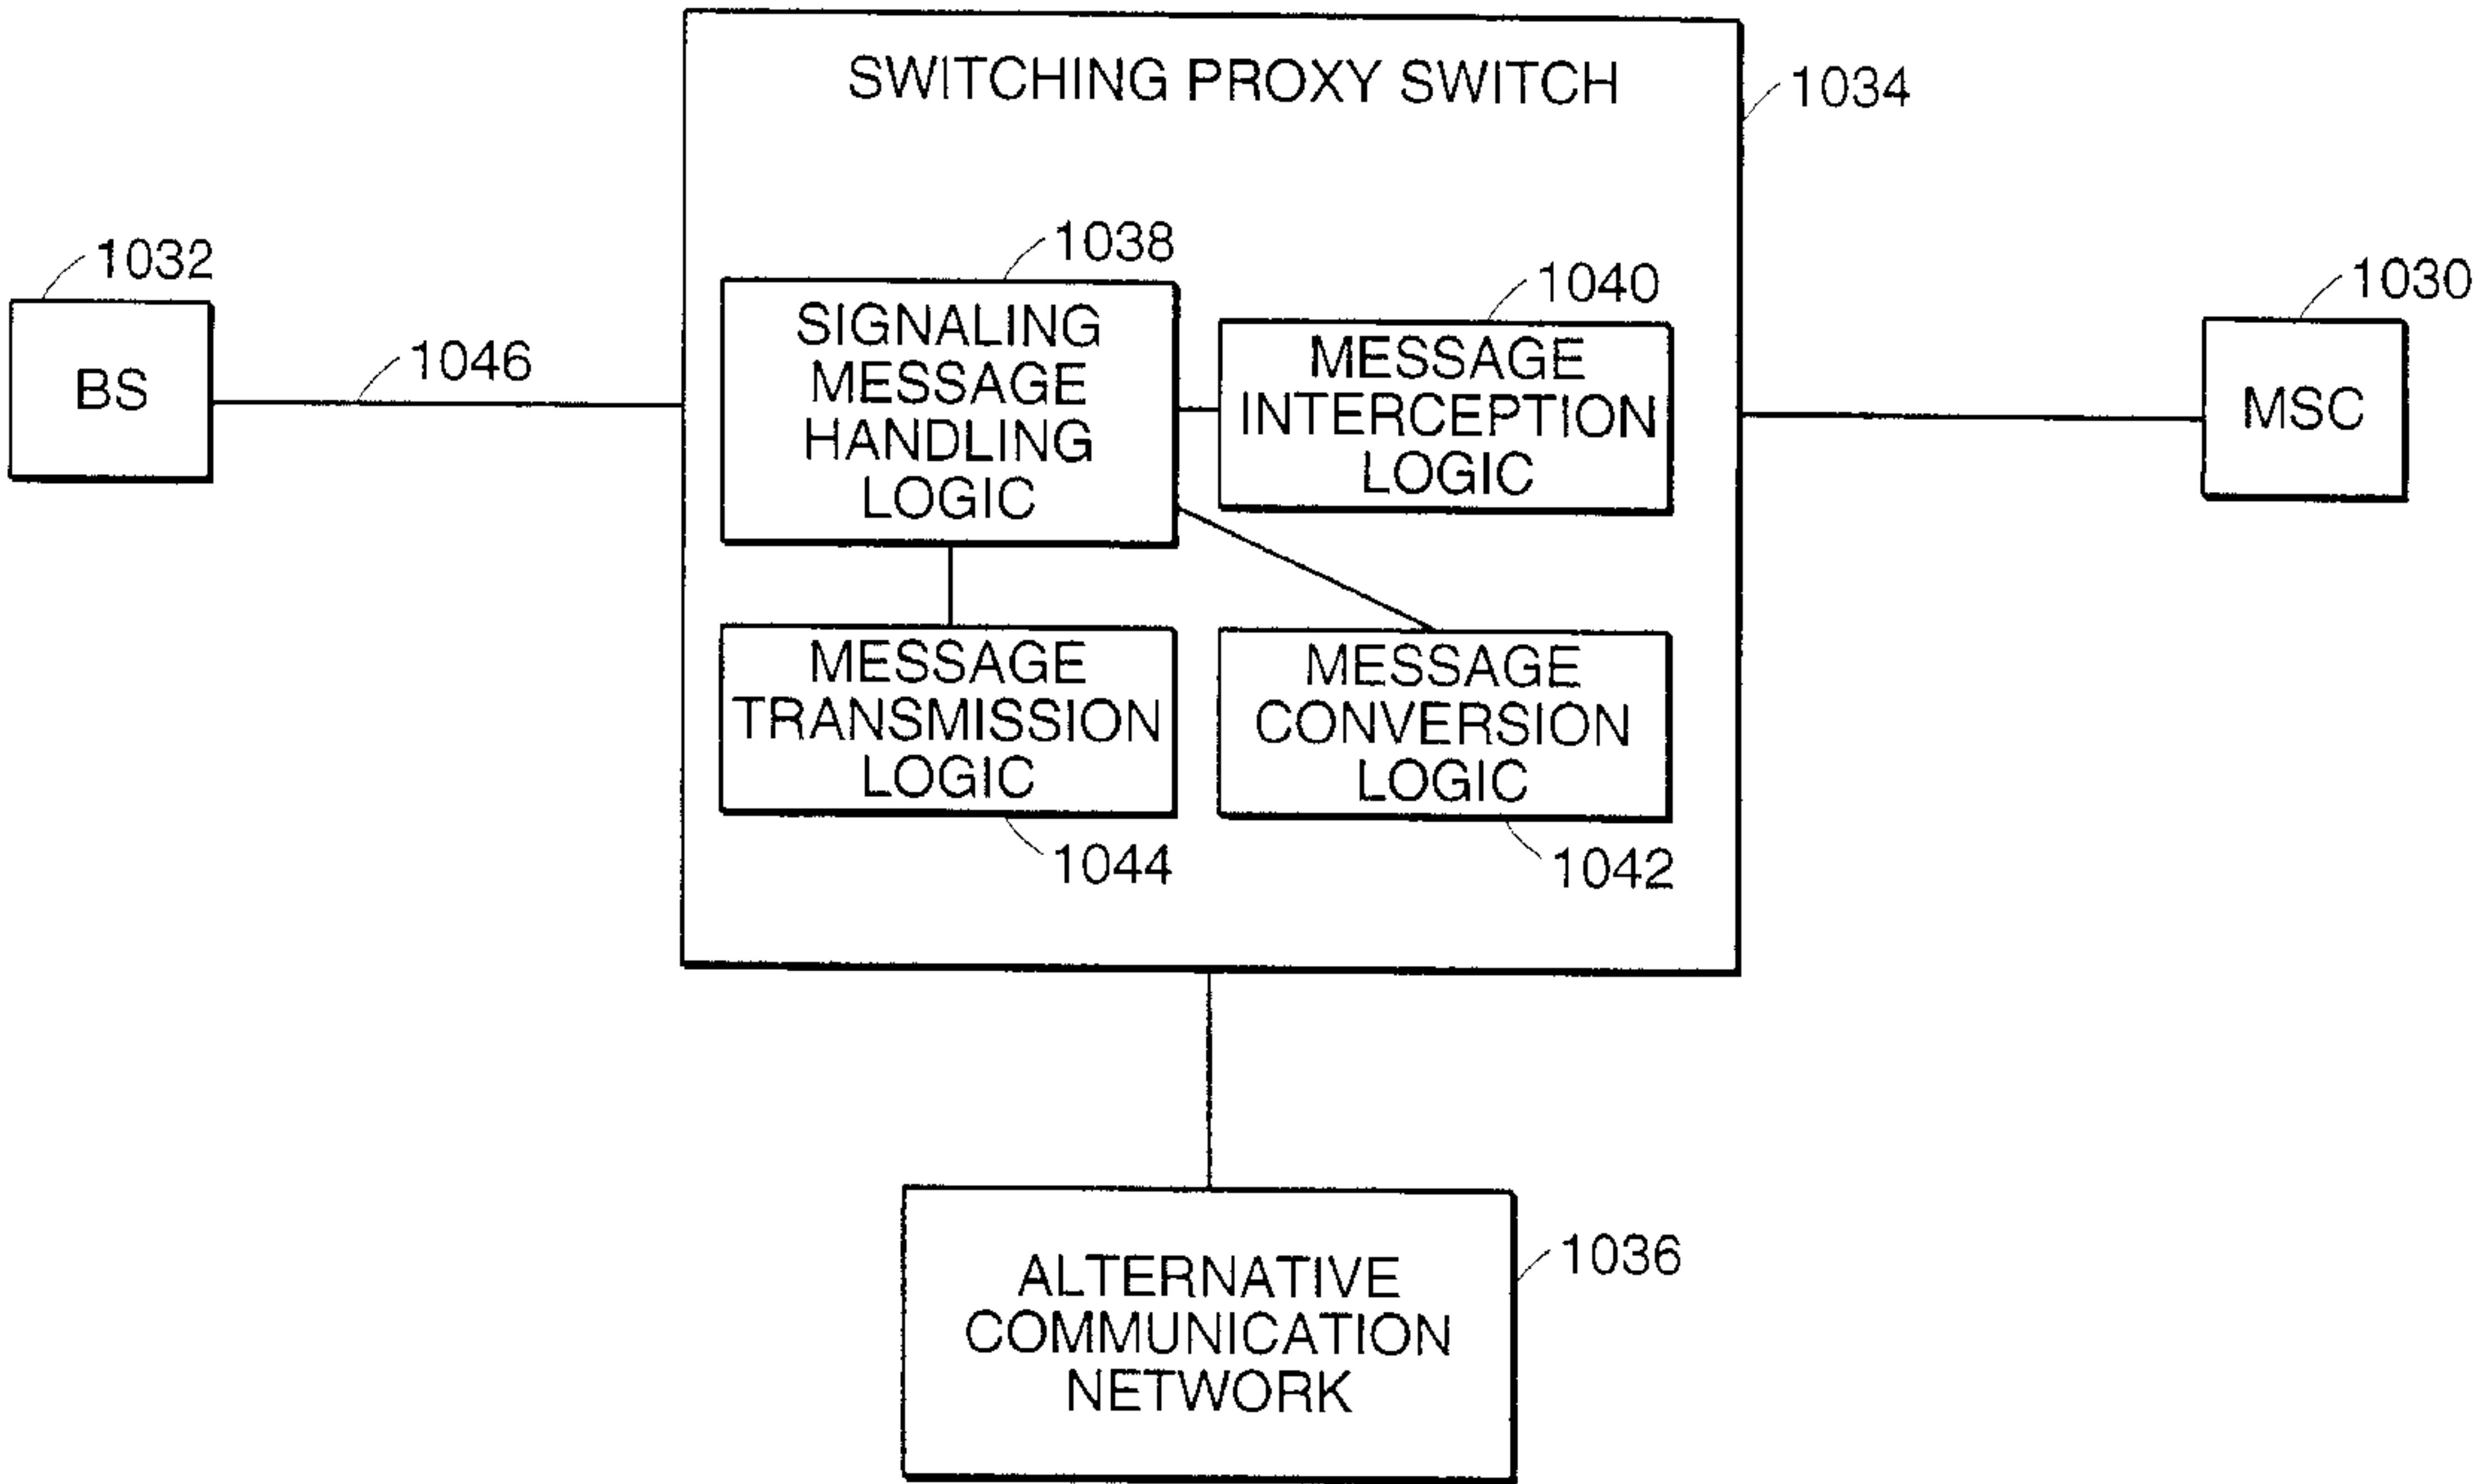 SWITCHING PROXY SWITCH
1034
1032
BS
1046
1038
SIGNALING
MESSAGE
HANDLING
LOGIC
1040
MESSAGE
INTERCEPTION
LOGIC
1030
MSC
MESSAGE
TRANSMISSION
LOGIC
1044
MESSAGE
CONVERSION
LOGIC
1042
ALTERNATIVE
COMMUNICATION
NETWORK
1036